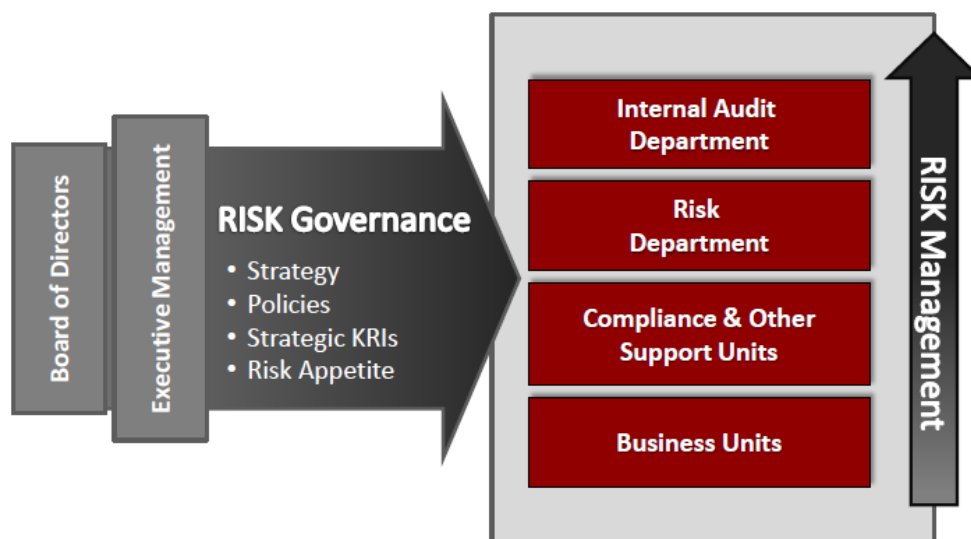 Board of Directors
Executive Management
RISK Governance
• Strategy
• Policies
• Strategic KRIs
• Risk Appetite
Internal Audit
Department
Risk
Department
Compliance & Other
Support Units
Business Units
RISK Management